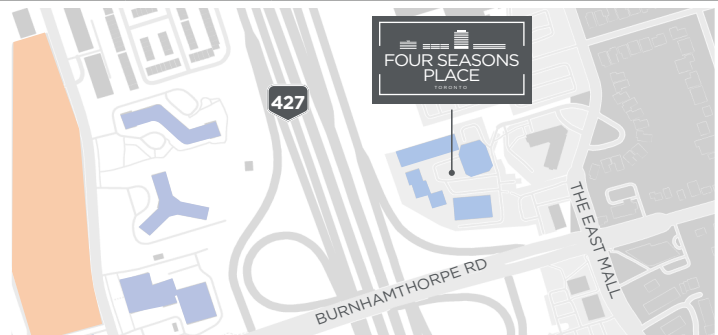 FOUR SEASONS
PLACE
TORONTO
427
THE EAST MALL
BURNHAMTHORPE RD